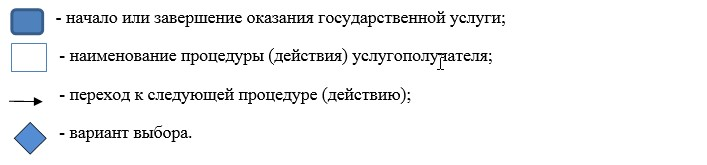 - начало или завершение оказания государственной услуги;
- наименование процедуры (действия) услугополучателя;
- переход к следующей процедуре (действию);
- вариант выбора.